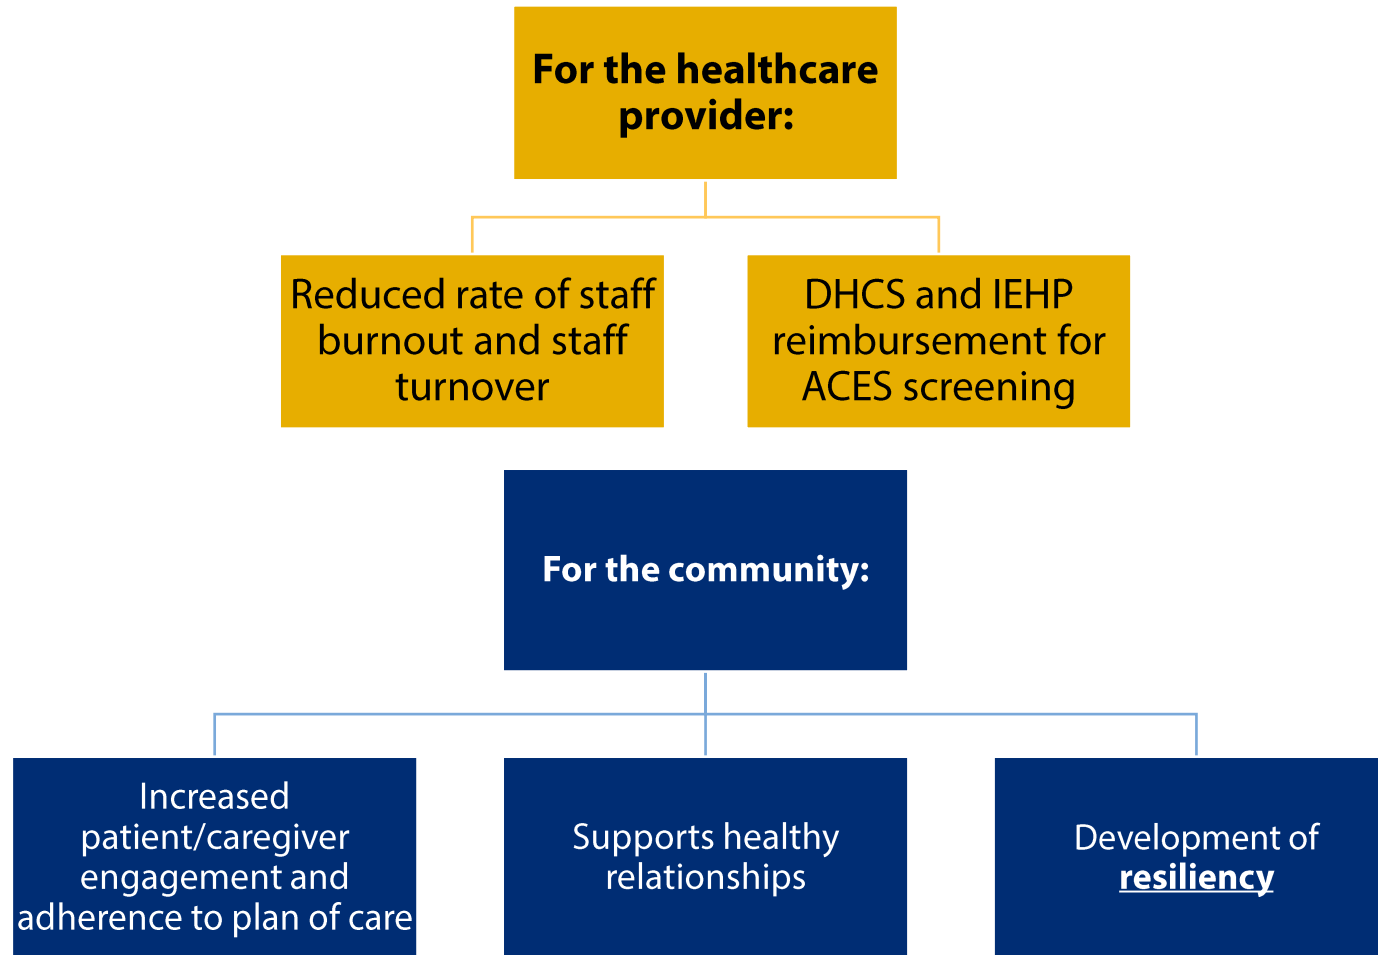 For the healthcare
provider:
Reduced rate of staff
burnout and staff
turnover
DHCS and IEHP
reimbursement for
ACES screening
For the community:
Increased
patient/caregiver
engagement and
adherence to plan of care
Supports healthy
relationships
Development of
resiliency